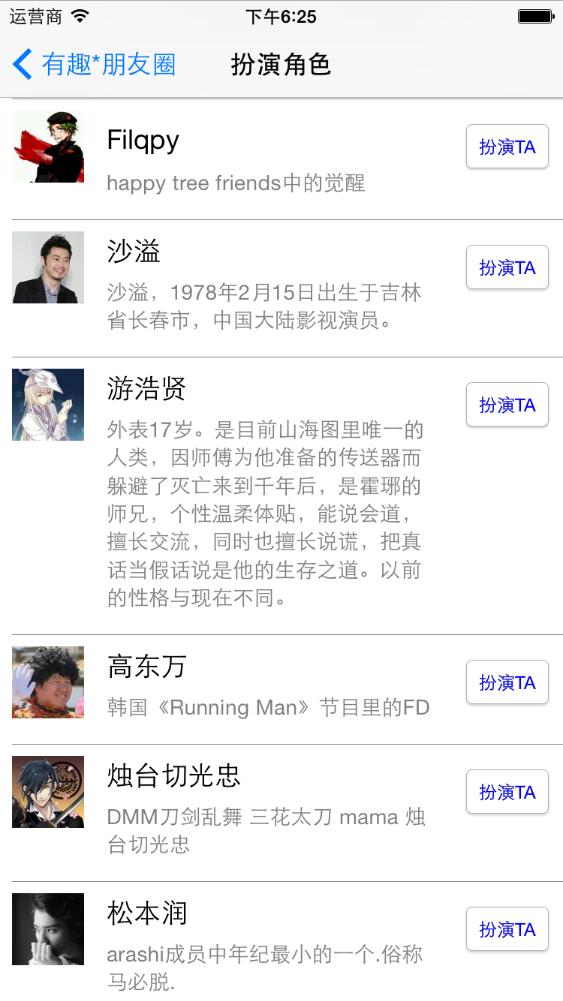 运营商 下午6:25
有趣*朋友圈 扮演角色
Filqpy
扮演TA
happy tree friends中的觉醒
沙溢
扮演TA
沙溢，1978年2月15日出生于吉林
省长春市，中国大陆影视演员。
游浩贤
扮演TA
外表17岁。是目前山海图里唯一的
人类，因师傅为他准备的传送器而
躲避了灭亡来到千年后，是霍琊的
师兄，个性温柔体贴，能说会道，
擅长交流，同时也擅长说谎，把真
话当假话说是他的生存之道。以前
的性格与现在不同。
高东万
扮演TA
韩国《Running Man》节目里的FD
烛台切光忠
扮演TA
DMM刀剑乱舞 三花太刀 mama 烛
台切光忠
松本润
扮演TA
arashi成员中年纪最小的一个.俗称
马必脱.